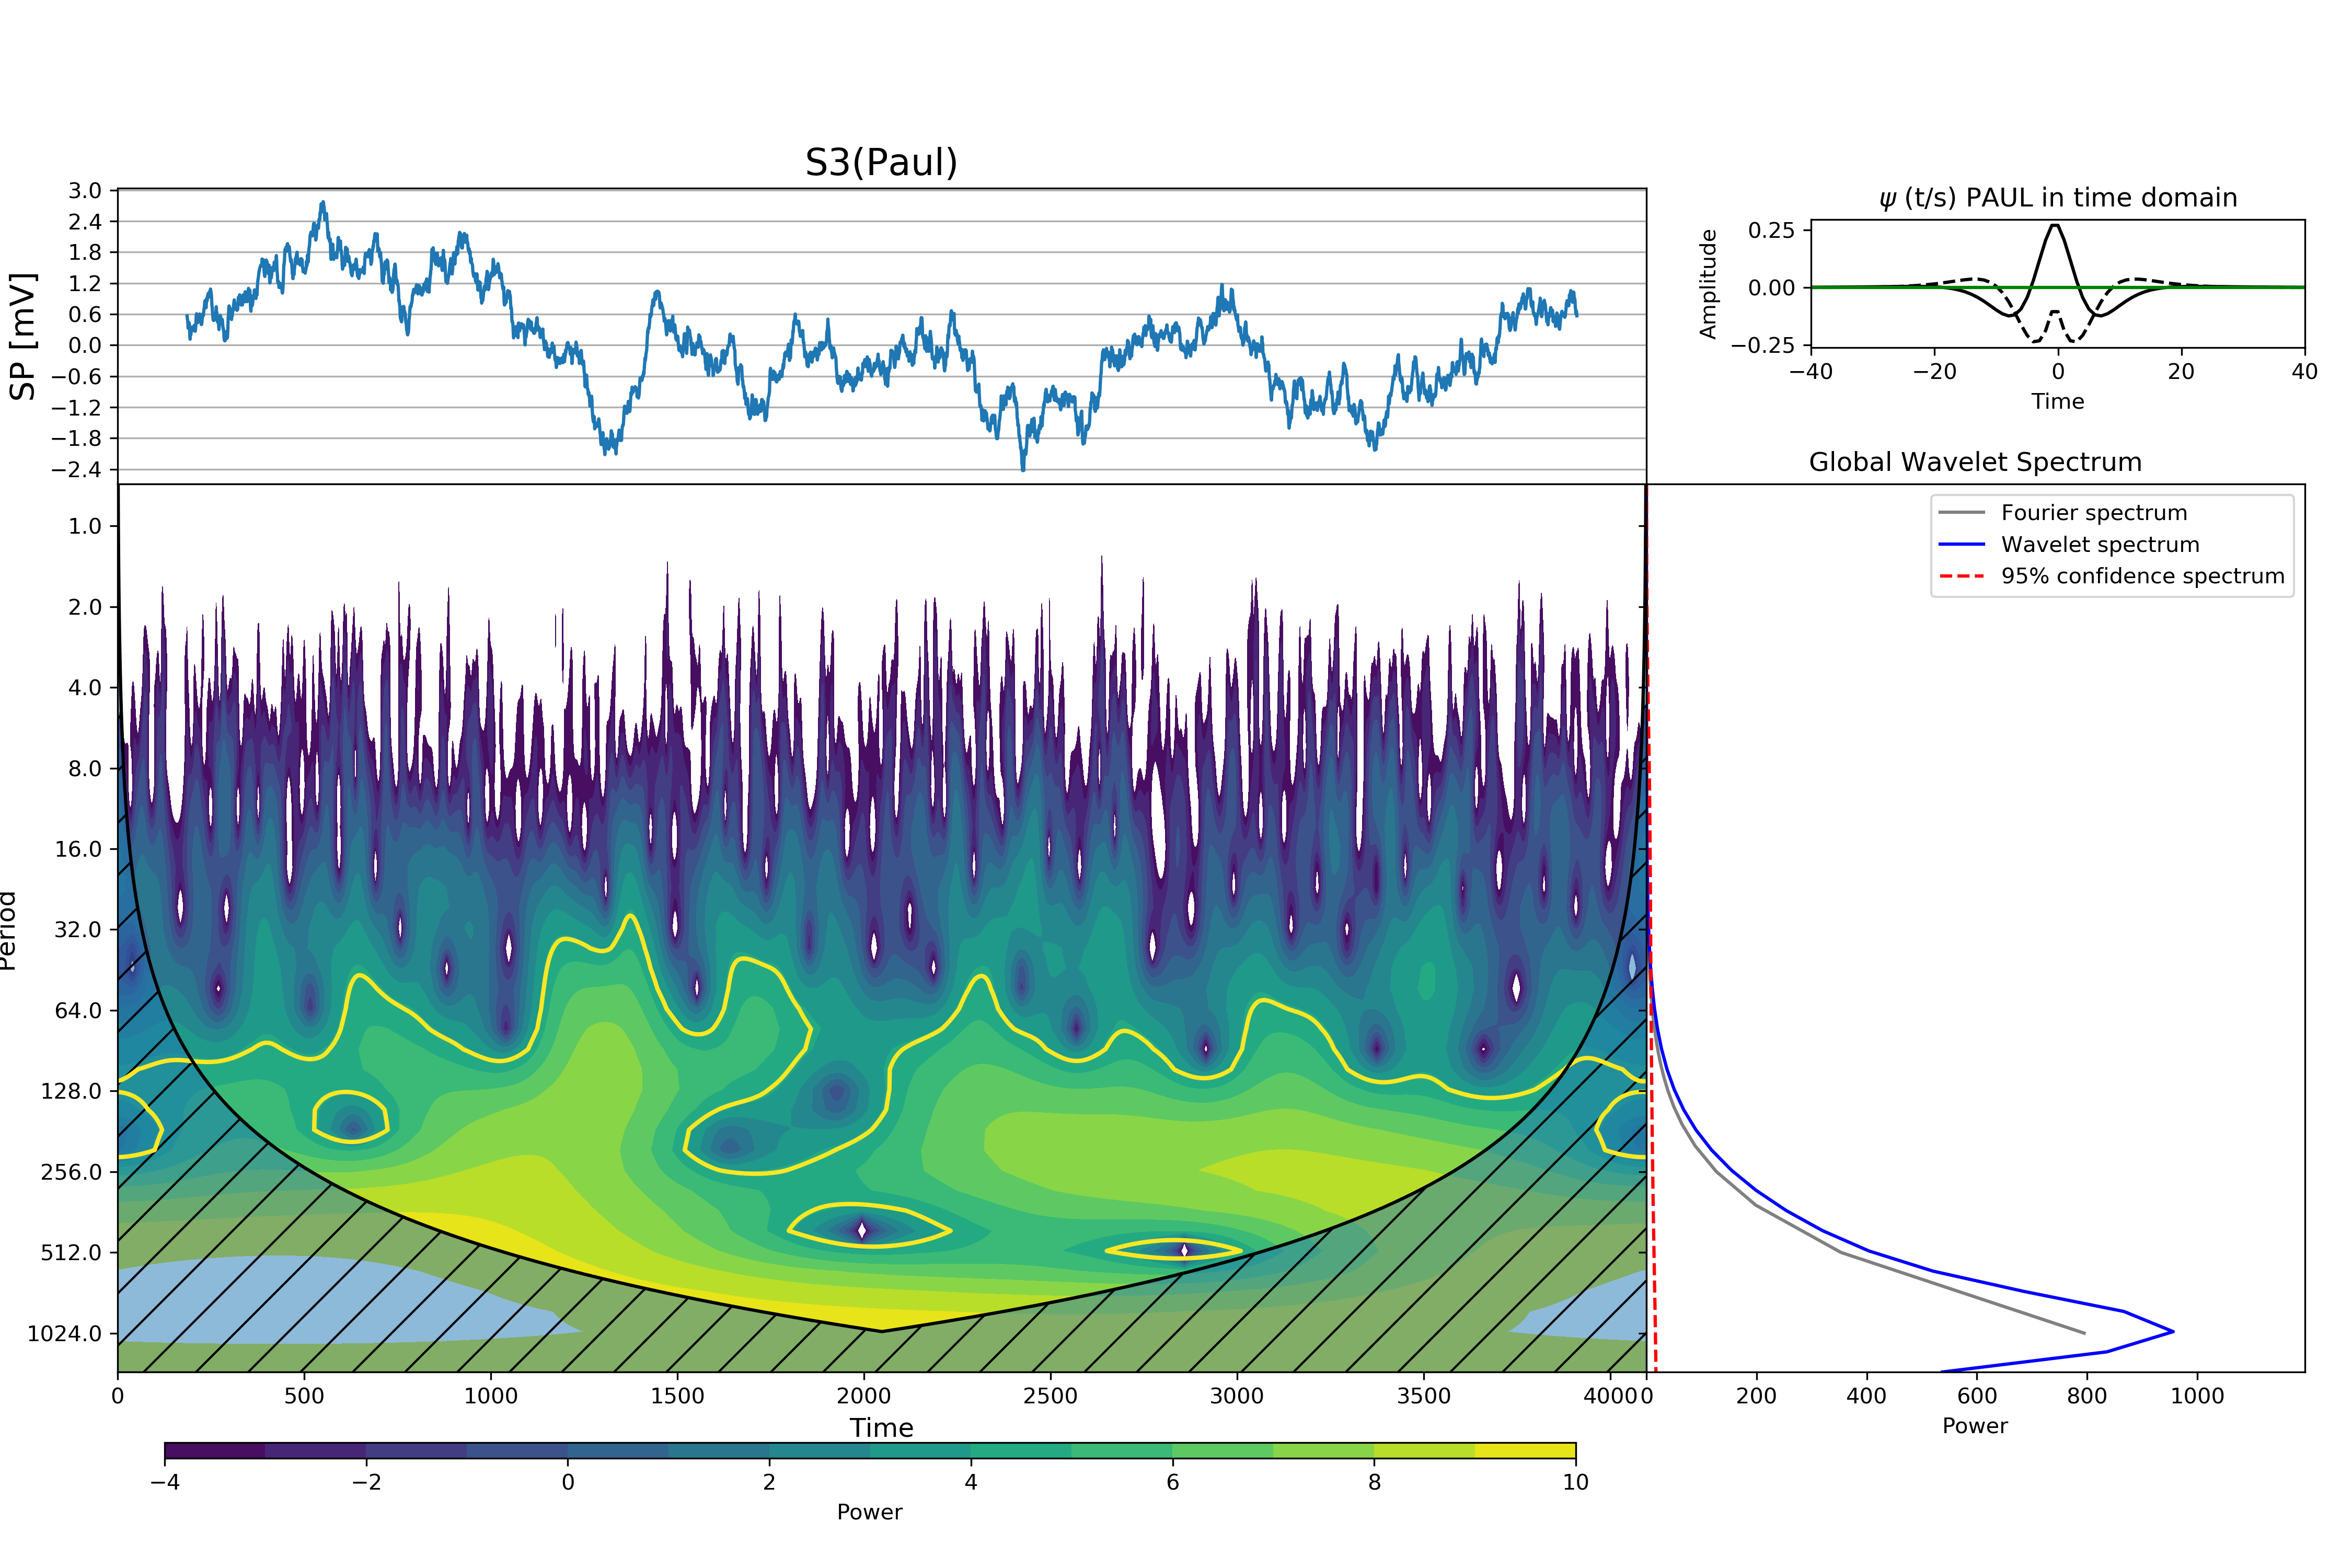 S3(Paul)
3.0
2.4
1.8
1.2
0.6
0.0
−0.6
−1.2
−1.8
−2.4
SP [mV]
ψ (t/s) PAUL in time domain
0.25
0.00
−0.25
Amplitude
−40 −20 0 20 40
Time
Global Wavelet Spectrum
Fourier spectrum
Wavelet spectrum
95% confidence spectrum
1.0
2.0
4.0
8.0
16.0
32.0
64.0
128.0
256.0
512.0
1024.0
Period
0 500 1000 1500 2000 2500 3000 3500 4000
Time
0 200 400 600 800 1000
Power
−4 −2 0 2 4 6 8 10
Power